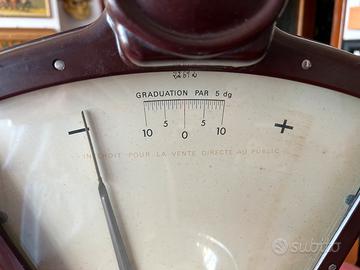 GRADUATION PAR 5 dg
10 5 0 5 10
− +
INTERDIT POUR LA VENTE DIRECTE AU PUBLIC
subito